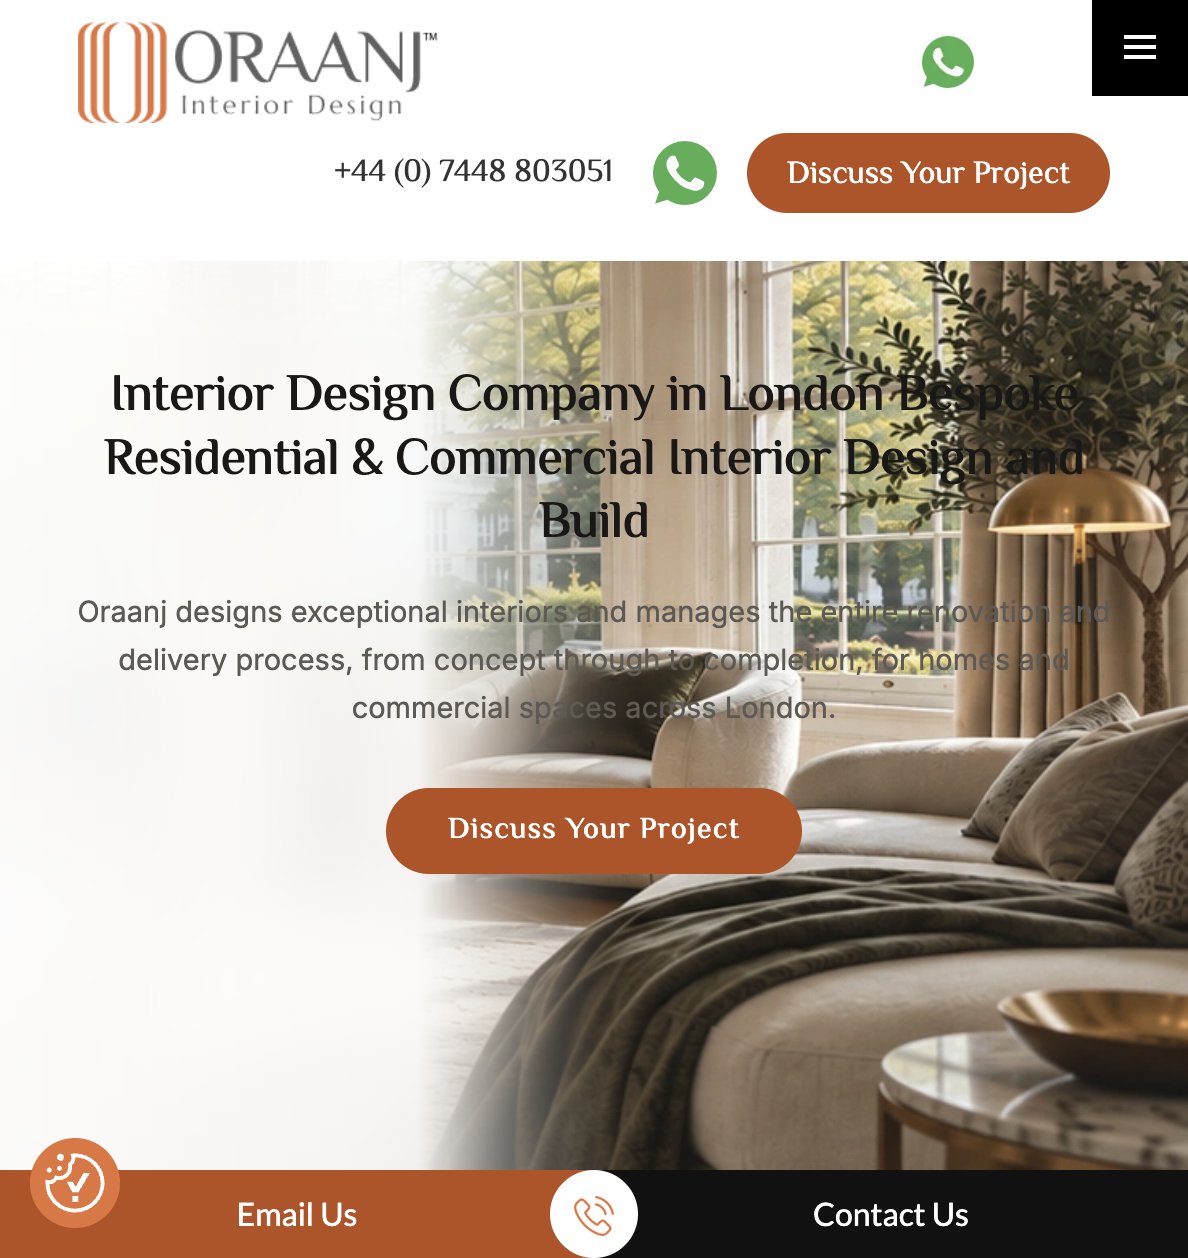 ORAANJ™
Interior Design
+44 (0) 7448 803051
Discuss Your Project
Interior Design Company in London Bespoke
Residential & Commercial Interior Design and
Build
Oraanj designs exceptional interiors and manages the entire renovation and
delivery process, from concept through to completion, for homes and
commercial spaces across London.
Discuss Your Project
Email Us
Contact Us